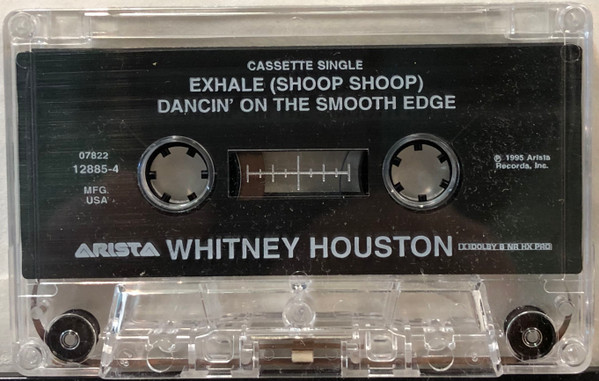 CASSETTE SINGLE
EXHALE (SHOOP SHOOP)
DANCIN' ON THE SMOOTH EDGE
07822
12885-4
MFG.
USA
℗ 1995 Arista
Records, Inc.
ARISTA WHITNEY HOUSTON DOLBY B NR HX PRO